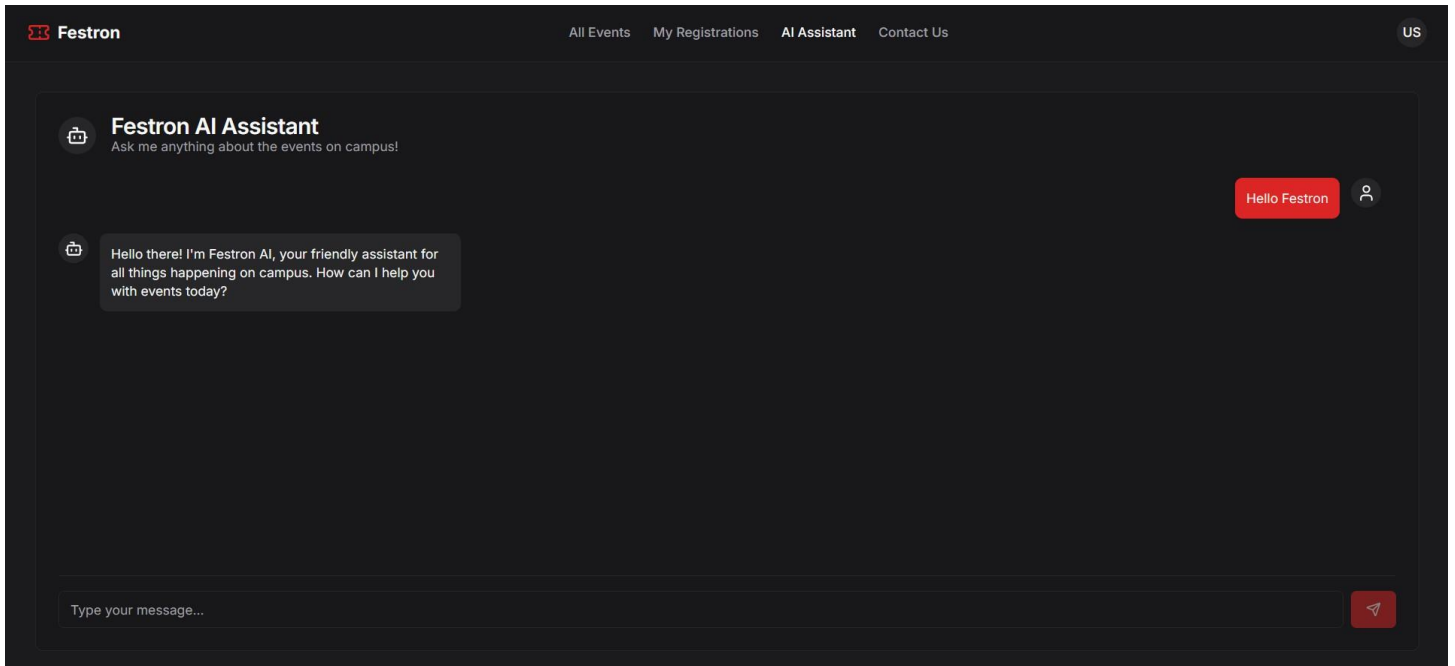 Festron
All Events My Registrations AI Assistant Contact Us
US
Festron AI Assistant
Ask me anything about the events on campus!
Hello Festron
Hello there! I'm Festron AI, your friendly assistant for
all things happening on campus. How can I help you
with events today?
Type your message...